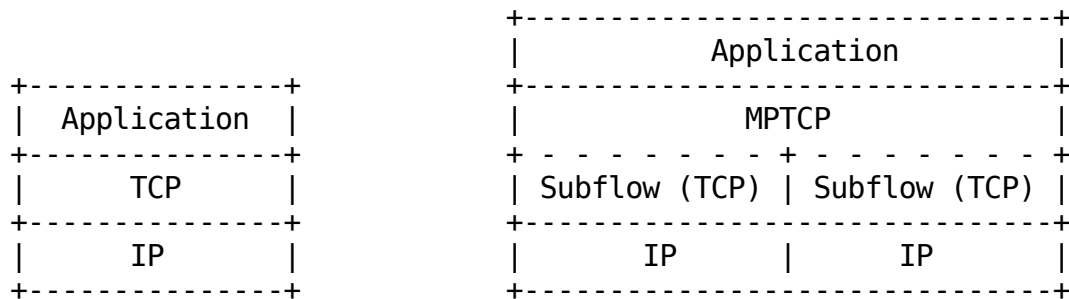 +-------------------------------+
                             |           Application         |
+---------------+            +-------------------------------+
|  Application  |            |             MPTCP             |
+---------------+            + - - - - - - - + - - - - - - - +
|      TCP      |            | Subflow (TCP) | Subflow (TCP) |
+---------------+            +-------------------------------+
|      IP       |            |       IP      |      IP       |
+---------------+            +-------------------------------+